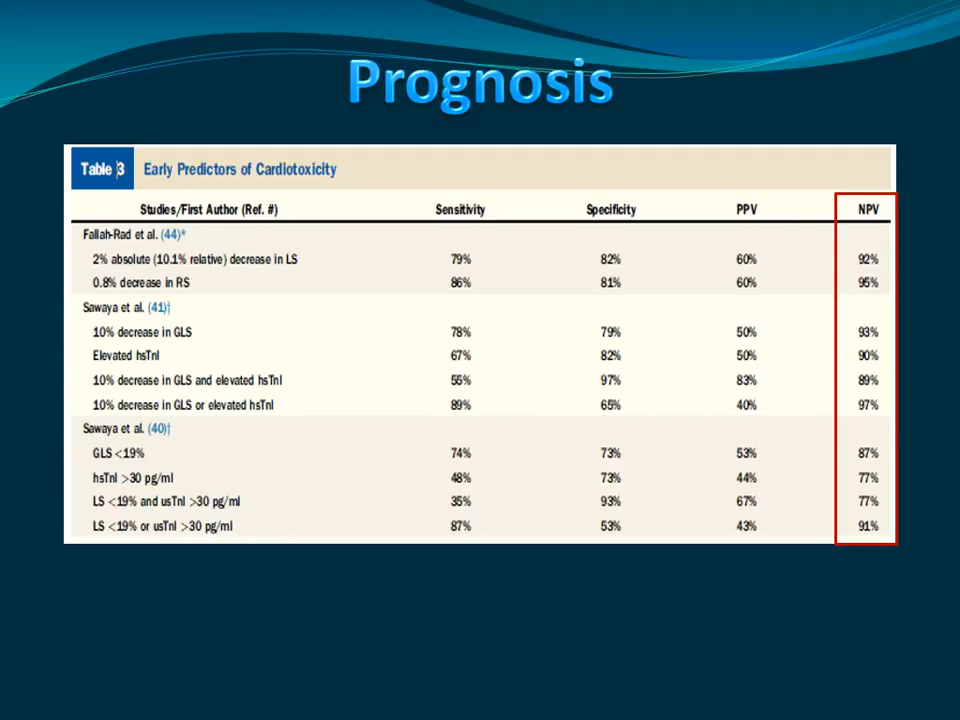 Prognosis
Table 3 Early Predictors of Cardiotoxicity
Studies/First Author (Ref. #) Sensitivity Specificity PPV NPV
Fallah-Rad et al. (44)*
2% absolute (10.1% relative) decrease in LS 79% 82% 60% 92%
0.8% decrease in RS 86% 81% 60% 95%
Sawaya et al. (41)†
10% decrease in GLS 78% 79% 50% 93%
Elevated hsTnI 67% 82% 50% 90%
10% decrease in GLS and elevated hsTnI 55% 97% 83% 89%
10% decrease in GLS or elevated hsTnI 89% 65% 40% 97%
Sawaya et al. (40)†
GLS <19% 74% 73% 53% 87%
hsTnI >30 pg/ml 48% 73% 44% 77%
LS <19% and usTnI >30 pg/ml 35% 93% 67% 77%
LS <19% or usTnI >30 pg/ml 87% 53% 43% 91%